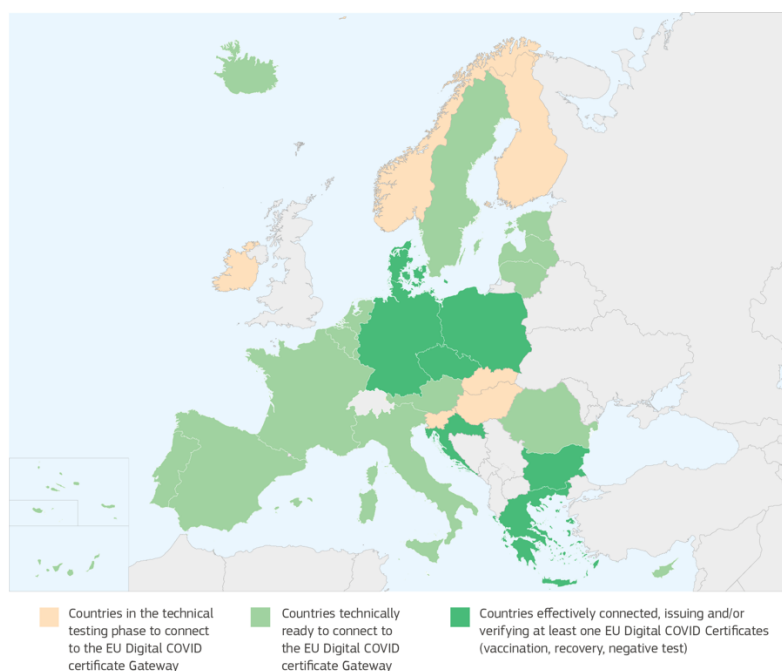 Countries in the technical
testing phase to connect
to the EU Digital COVID
certificate Gateway
Countries technically
ready to connect to
the EU Digital COVID
certificate Gateway
Countries effectively connected, issuing and/or
verifying at least one EU Digital COVID Certificates
(vaccination, recovery, negative test)